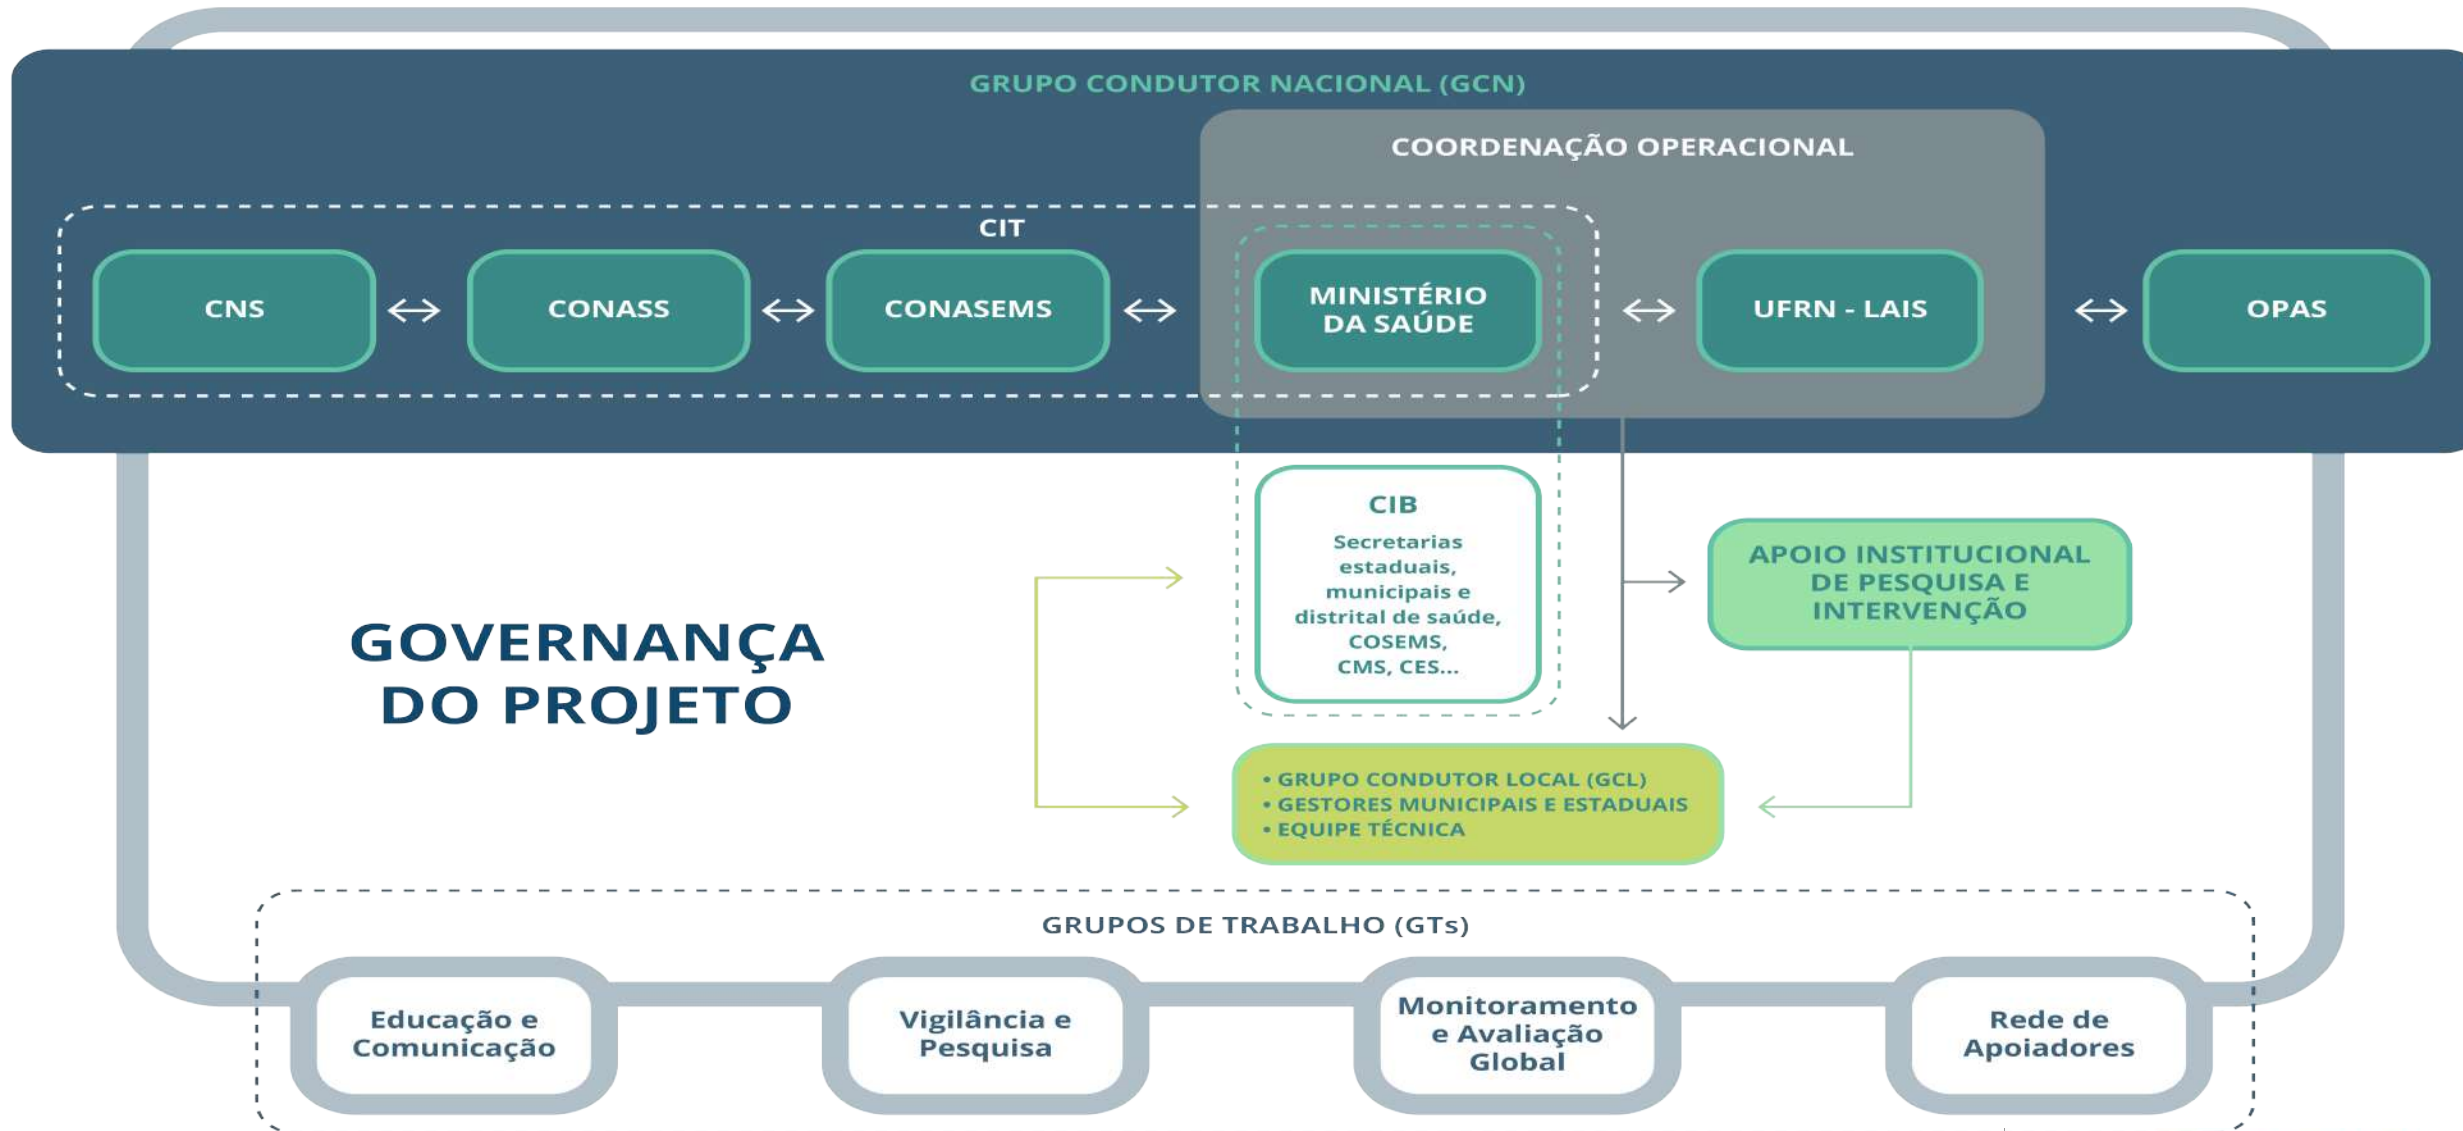 GRUPO CONDUTOR NACIONAL (GCN)
COORDENAÇÃO OPERACIONAL
CIT
CNS
CONASS
CONASEMS
MINISTÉRIO
DA SAÚDE
UFRN - LAIS
OPAS
CIB
Secretarias
estaduais,
municipais e
distrital de saúde,
COSEMS,
CMS, CES...
APOIO INSTITUCIONAL
DE PESQUISA E
INTERVENÇÃO
GOVERNANÇA
DO PROJETO
• GRUPO CONDUTOR LOCAL (GCL)
• GESTORES MUNICIPAIS E ESTADUAIS
• EQUIPE TÉCNICA
GRUPOS DE TRABALHO (GTs)
Educação e
Comunicação
Vigilância e
Pesquisa
Monitoramento
e Avaliação
Global
Rede de
Apoiadores